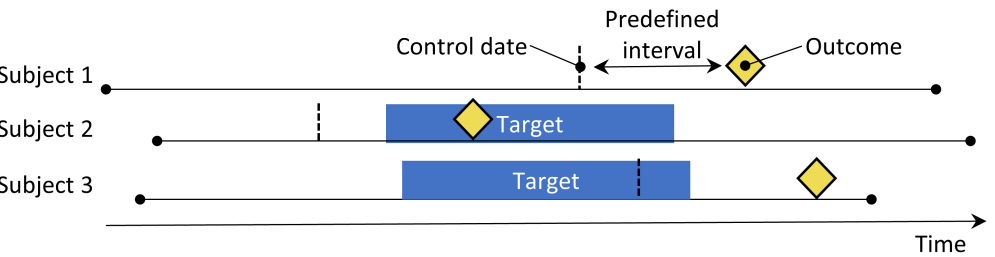 Predefined
Control date
interval
Outcome
Subject 1
Subject 2
Target
Subject 3
Target
Time